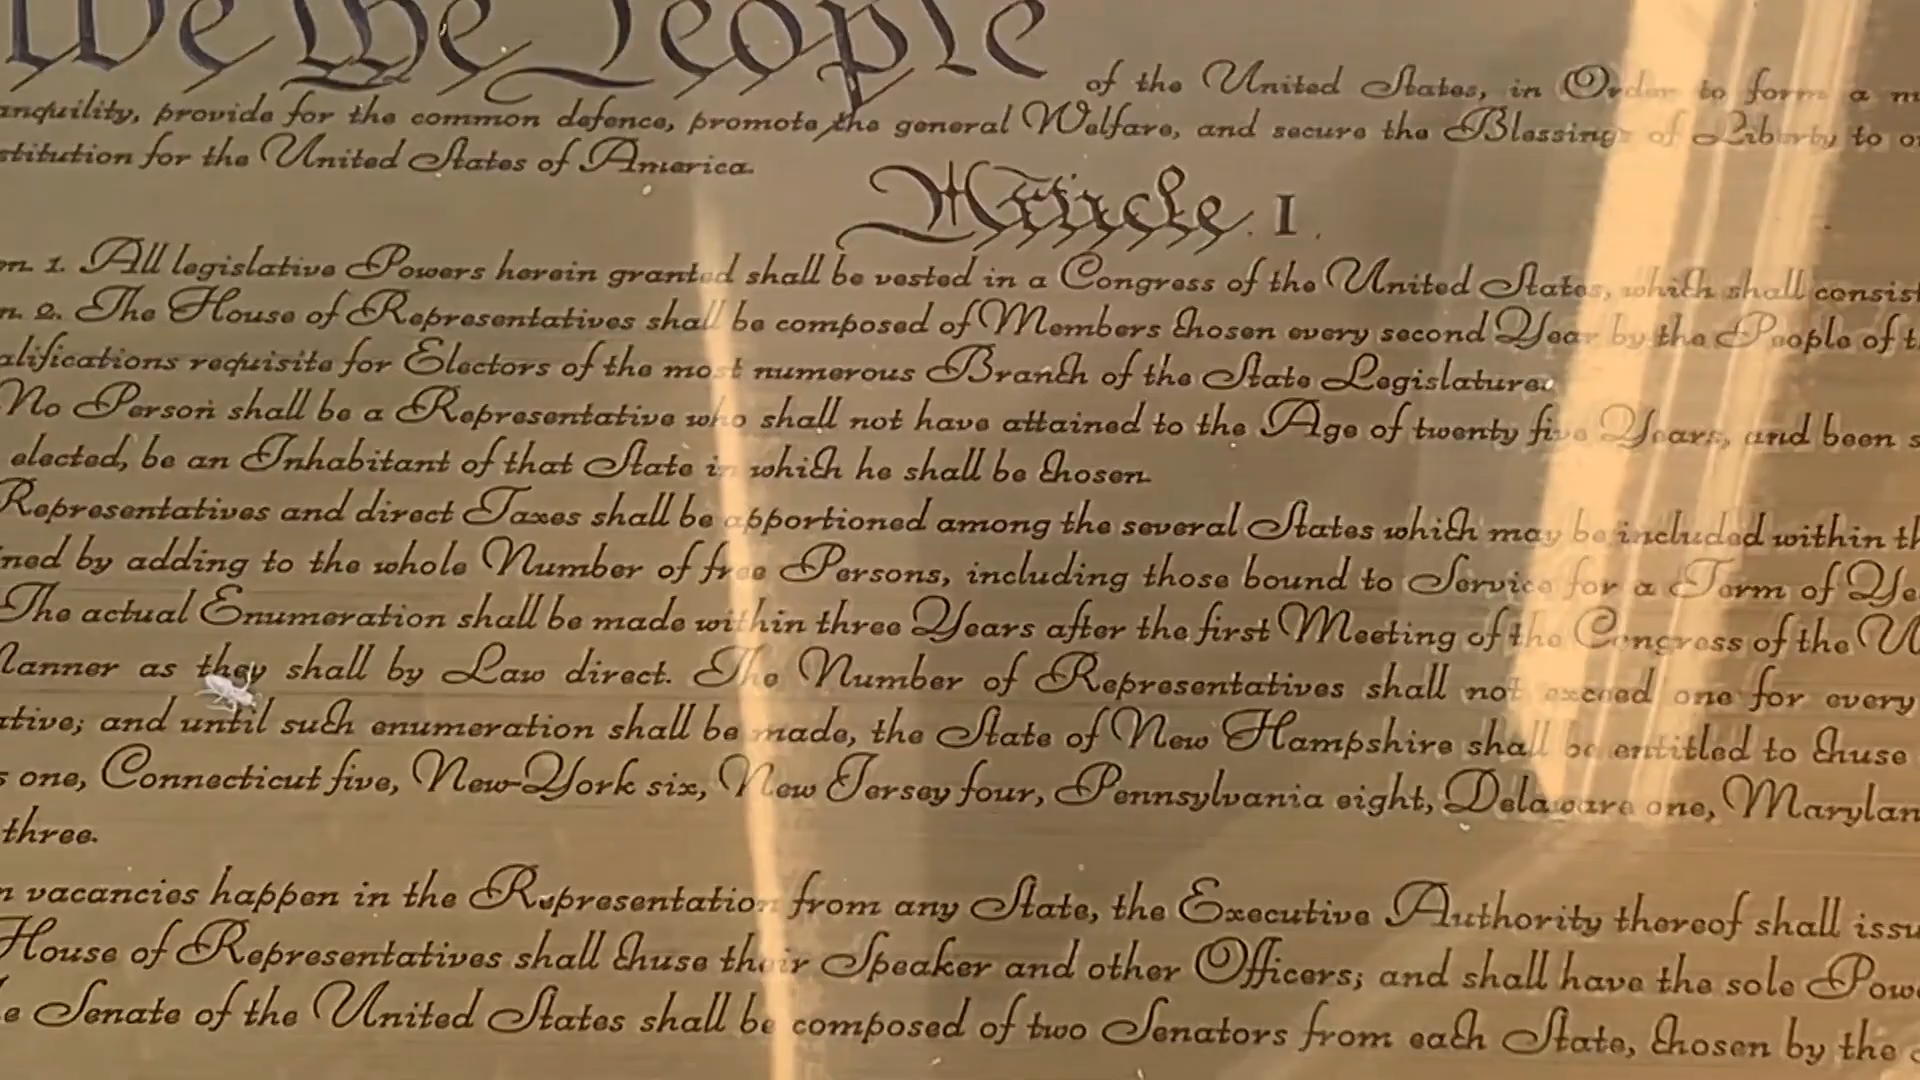 We the People
of the United States, in Order to form a m
anquility, provide for the common defence, promote the general Welfare, and secure the Blessings of Liberty to ou
stitution for the United States of America.
Article. I.
on. 1. All legislative Powers herein granted shall be vested in a Congress of the United States, which shall consist
n. 2. The House of Representatives shall be composed of Members chosen every second Year by the People of t
alifications requisite for Electors of the most numerous Branch of the State Legislature.
No Person shall be a Representative who shall not have attained to the Age of twenty five Years, and been s
elected, be an Inhabitant of that State in which he shall be chosen.
Representatives and direct Taxes shall be apportioned among the several States which may be included within th
ned by adding to the whole Number of free Persons, including those bound to Service for a Term of Ye
The actual Enumeration shall be made within three Years after the first Meeting of the Congress of the U
Manner as they shall by Law direct. The Number of Representatives shall not exceed one for every
ative; and until such enumeration shall be made, the State of New Hampshire shall be entitled to chuse
s one, Connecticut five, New-York six, New Jersey four, Pennsylvania eight, Delaware one, Marylan
three.
n vacancies happen in the Representation from any State, the Executive Authority thereof shall issu
House of Representatives shall chuse their Speaker and other Officers; and shall have the sole Pow
e Senate of the United States shall be composed of two Senators from each State, chosen by the